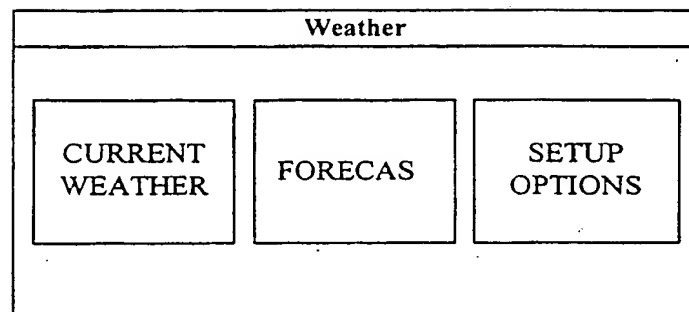 Weather
CURRENT
WEATHER
FORECAS
SETUP
OPTIONS